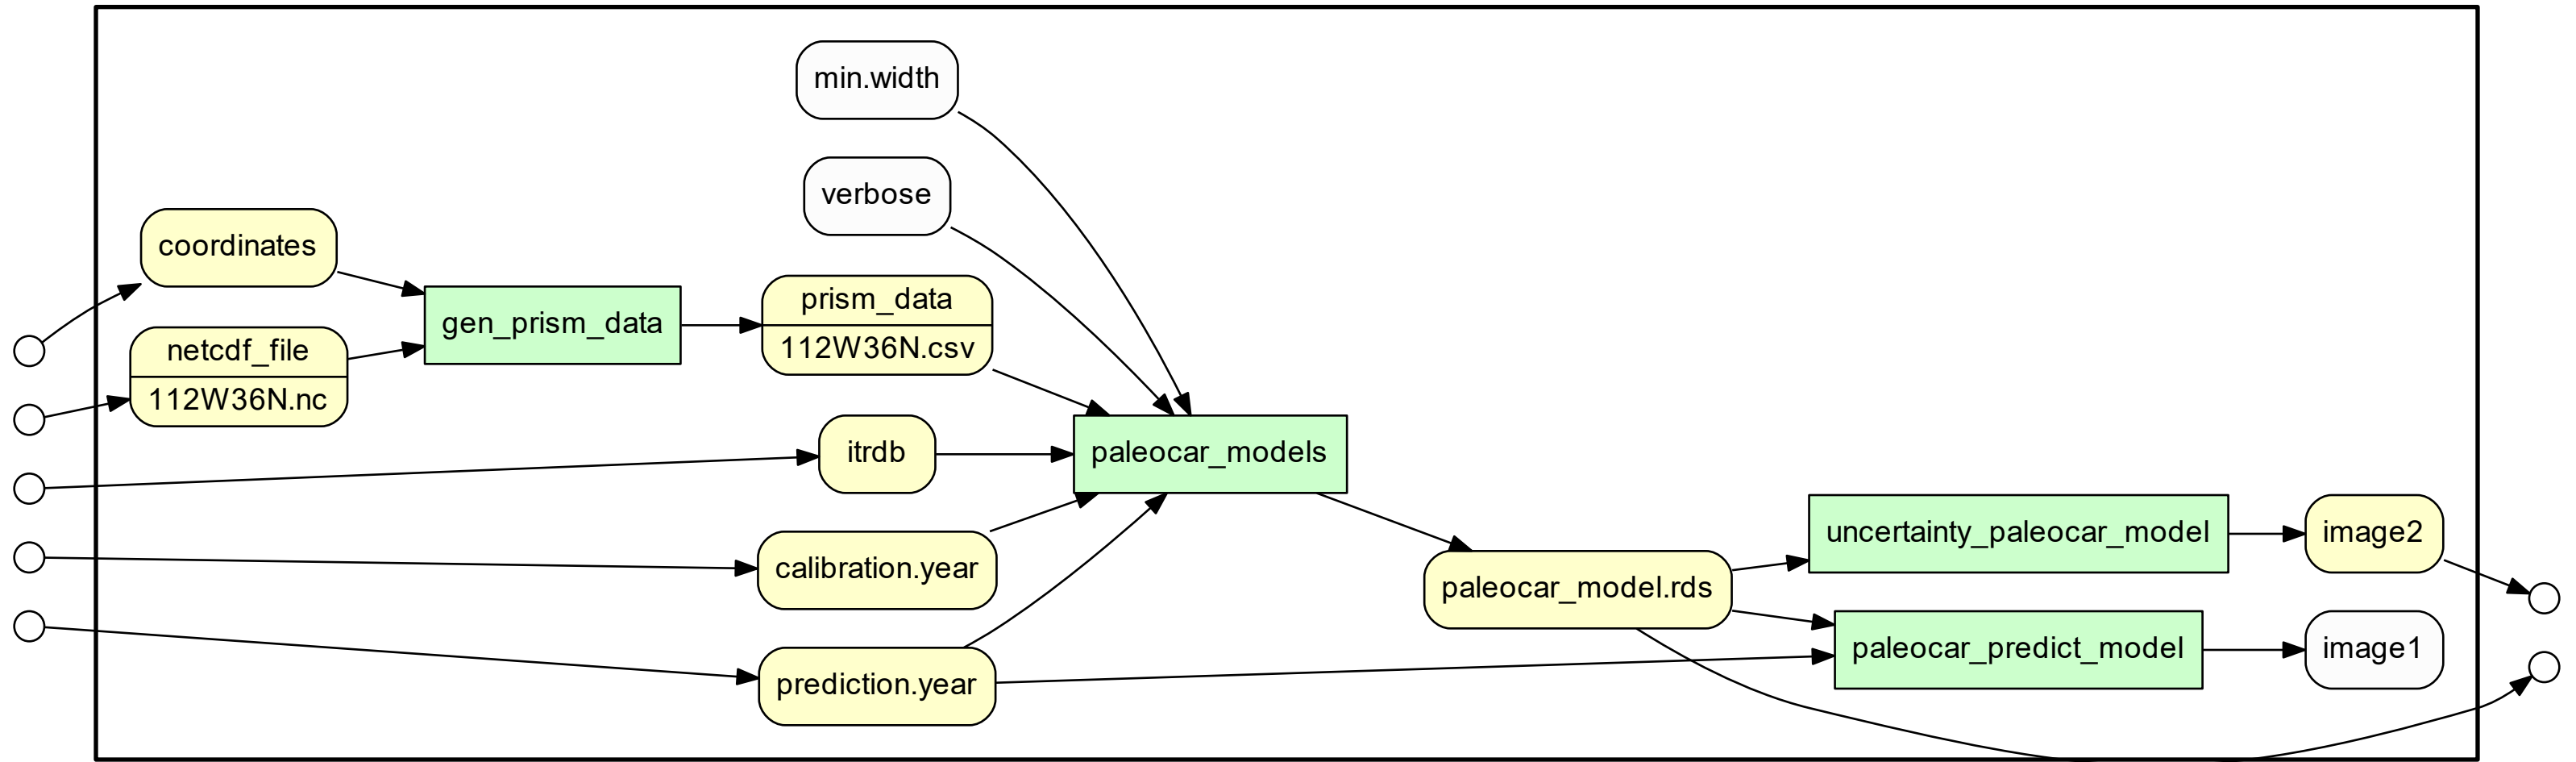 min.width
verbose
coordinates
netcdf_file
112W36N.nc
gen_prism_data
prism_data
112W36N.csv
itrdb
paleocar_models
calibration.year
prediction.year
paleocar_model.rds
uncertainty_paleocar_model
image2
paleocar_predict_model
image1